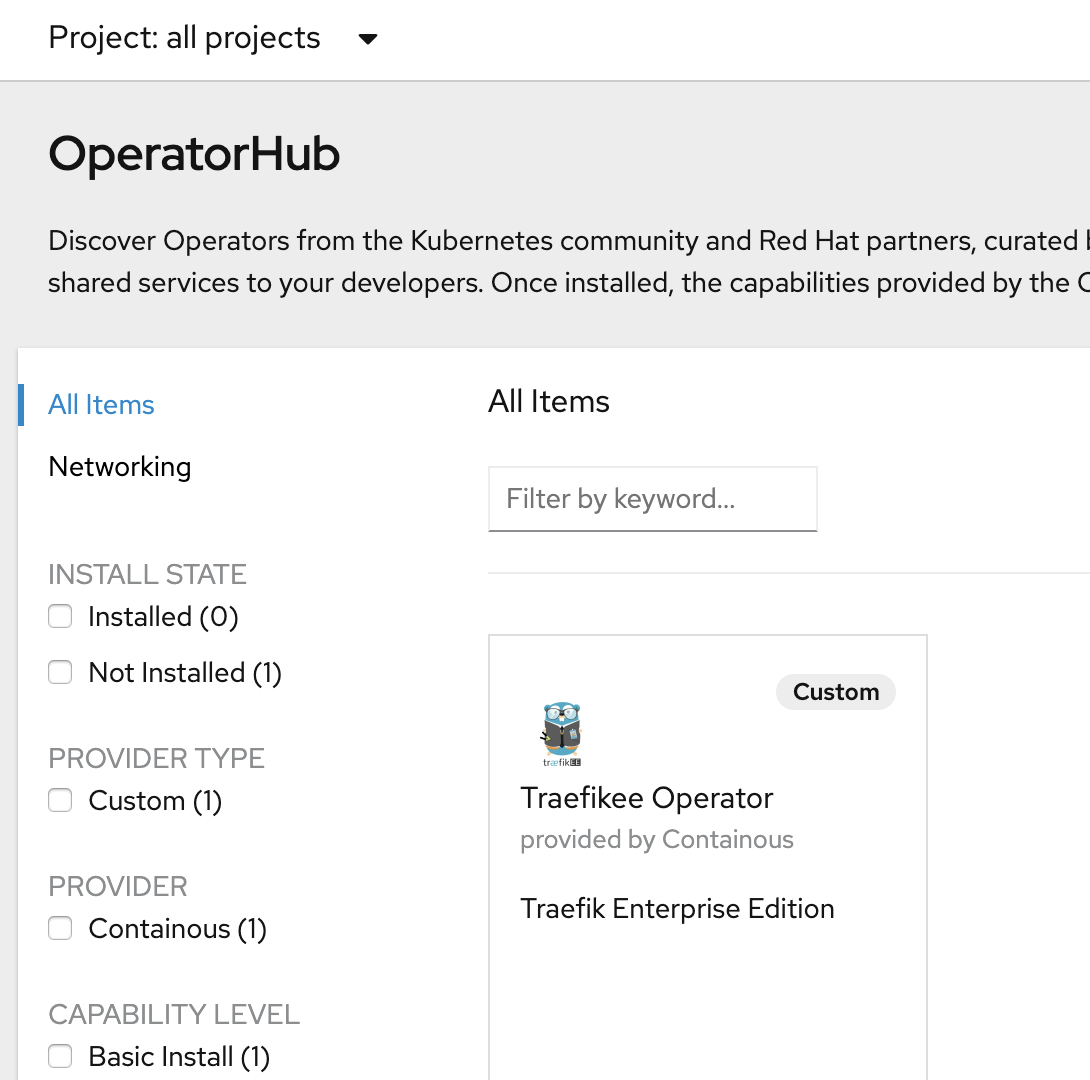 Project: all projects
OperatorHub
Discover Operators from the Kubernetes community and Red Hat partners, curated
shared services to your developers. Once installed, the capabilities provided by the
All Items
Networking
INSTALL STATE
Installed (0)
Not Installed (1)
PROVIDER TYPE
Custom (1)
PROVIDER
Containous (1)
CAPABILITY LEVEL
Basic Install (1)
All Items
Filter by keyword...
Custom
træfikEE
Traefikee Operator
provided by Containous
Traefik Enterprise Edition